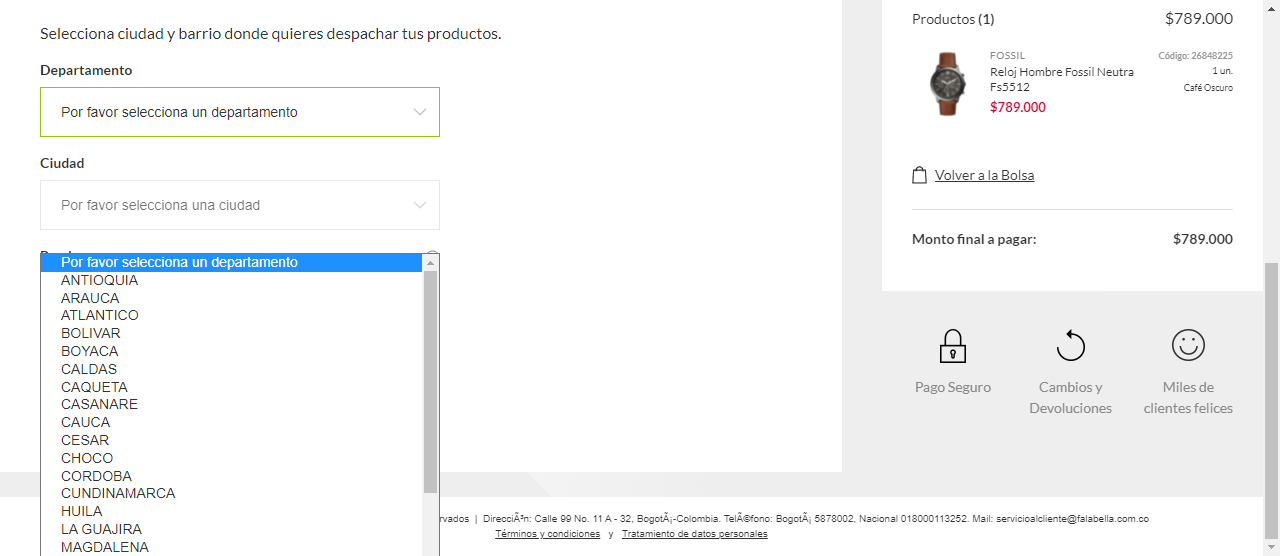 Selecciona ciudad y barrio donde quieres despachar tus productos.
Departamento
Por favor selecciona un departamento
Ciudad
Por favor selecciona una ciudad
Por favor selecciona un departamento
ANTIOQUIA
ARAUCA
ATLANTICO
BOLIVAR
BOYACA
CALDAS
CAQUETA
CASANARE
CAUCA
CESAR
CHOCO
CORDOBA
CUNDINAMARCA
HUILA
LA GUAJIRA
MAGDALENA
Productos (1) $789.000
FOSSIL Código: 26848225
Reloj Hombre Fossil Neutra 1 un.
Fs5512 Café Oscuro
$789.000
Volver a la Bolsa
Monto final a pagar: $789.000
Pago Seguro
Cambios y
Devoluciones
Miles de
clientes felices
rvados | DirecciÃ³n: Calle 99 No. 11 A - 32, BogotÃ¡-Colombia. TelÃ©fono: BogotÃ¡ 5878002, Nacional 018000113252. Mail: servicioalcliente@falabella.com.co
Términos y condiciones y Tratamiento de datos personales